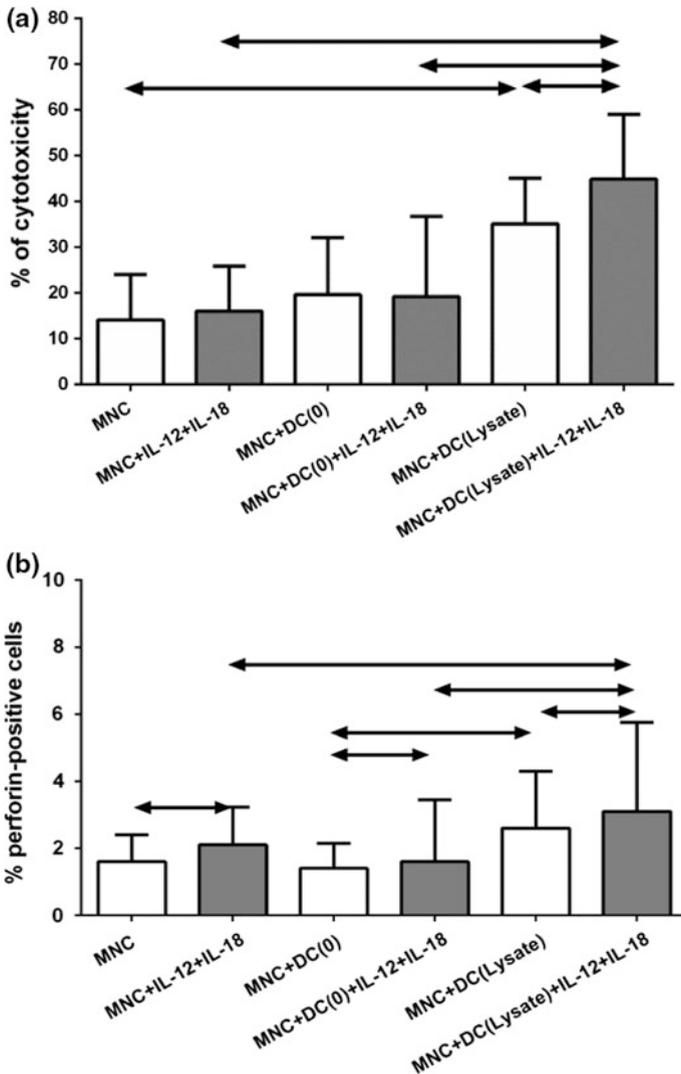 (a)
80
70
60
50
40
30
20
10
0
% of cytotoxicity
MNC
MNC+IL-12+IL-18
MNC+DC(0)
MNC+DC(0)+IL-12+IL-18
MNC+DC(Lysate)
MNC+DC(Lysate)+IL-12+IL-18
(b)
10
8
6
4
2
0
% perforin-positive cells
MNC
MNC+IL-12+IL-18
MNC+DC(0)
MNC+DC(0)+IL-12+IL-18
MNC+DC(Lysate)
MNC+DC(Lysate)+IL-12+IL-18